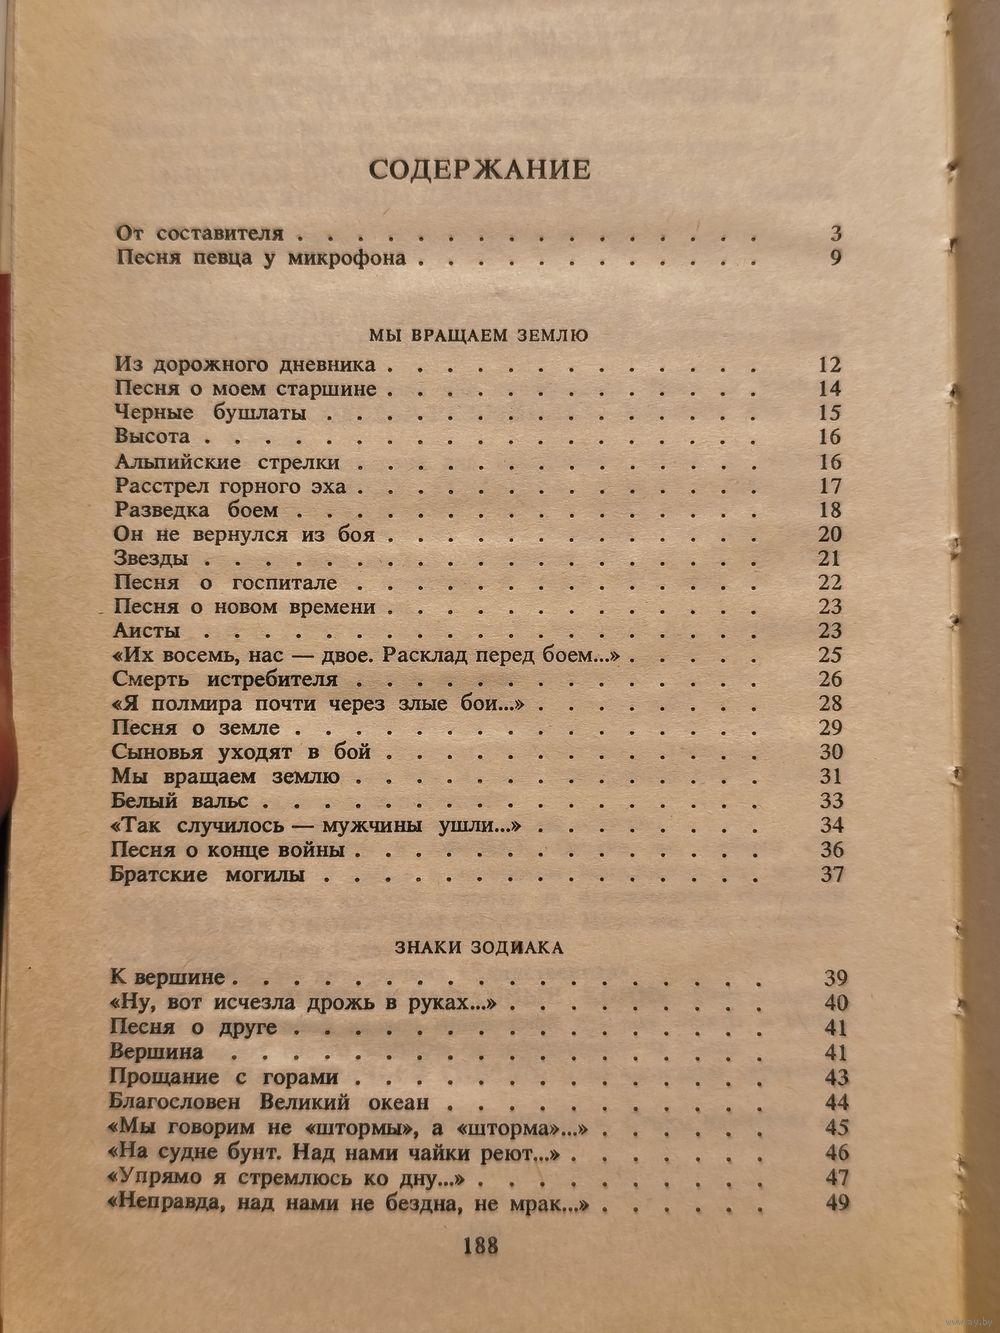 СОДЕРЖАНИЕ
От составителя . . . . . . . . . . . . . . . . 3
Песня певца у микрофона . . . . . . . . . . . . 9
МЫ ВРАЩАЕМ ЗЕМЛЮ
Из дорожного дневника . . . . . . . . . . . . . 12
Песня о моем старшине . . . . . . . . . . . . . 14
Черные бушлаты . . . . . . . . . . . . . . . 15
Высота . . . . . . . . . . . . . . . . . . . 16
Альпийские стрелки . . . . . . . . . . . . . . 16
Расстрел горного эха . . . . . . . . . . . . . . 17
Разведка боем . . . . . . . . . . . . . . . . 18
Он не вернулся из боя . . . . . . . . . . . . . 20
Звезды . . . . . . . . . . . . . . . . . . . 21
Песня о госпитале . . . . . . . . . . . . . . 22
Песня о новом времени . . . . . . . . . . . . . 23
Аисты . . . . . . . . . . . . . . . . . . . 23
«Их восемь, нас — двое. Расклад перед боем...» . . . . . 25
Смерть истребителя . . . . . . . . . . . . . . 26
«Я полмира почти через злые бои...» . . . . . . . . 28
Песня о земле . . . . . . . . . . . . . . . . 29
Сыновья уходят в бой . . . . . . . . . . . . . 30
Мы вращаем землю . . . . . . . . . . . . . . 31
Белый вальс . . . . . . . . . . . . . . . . . 33
«Так случилось — мужчины ушли...» . . . . . . . . 34
Песня о конце войны . . . . . . . . . . . . . . 36
Братские могилы . . . . . . . . . . . . . . . 37
ЗНАКИ ЗОДИАКА
К вершине . . . . . . . . . . . . . . . . . . 39
«Ну, вот исчезла дрожь в руках...» . . . . . . . . . 40
Песня о друге . . . . . . . . . . . . . . . . 41
Вершина . . . . . . . . . . . . . . . . . . 41
Прощание с горами . . . . . . . . . . . . . . 43
Благословен Великий океан . . . . . . . . . . . 44
«Мы говорим не «штормы», а «шторма»...» . . . . . . 45
«На судне бунт. Над нами чайки реют...» . . . . . . . 46
«Упрямо я стремлюсь ко дну...» . . . . . . . . . . 47
«Неправда, над нами не бездна, не мрак...» . . . . . . 49
188
www.ay.by